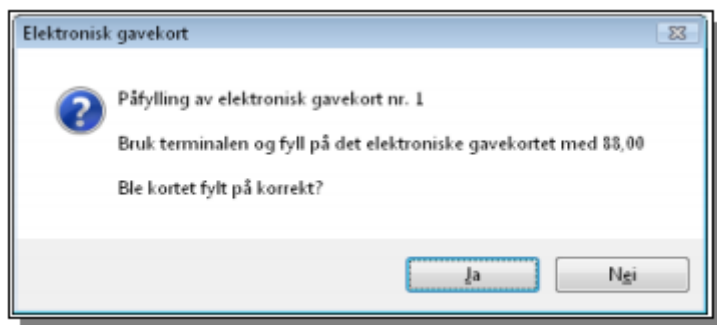 Elektronisk gavekort
Påfylling av elektronisk gavekort nr. 1
Bruk terminalen og fyll på det elektroniske gavekortet med 88,00
Ble kortet fylt på korrekt?
Ja Nei